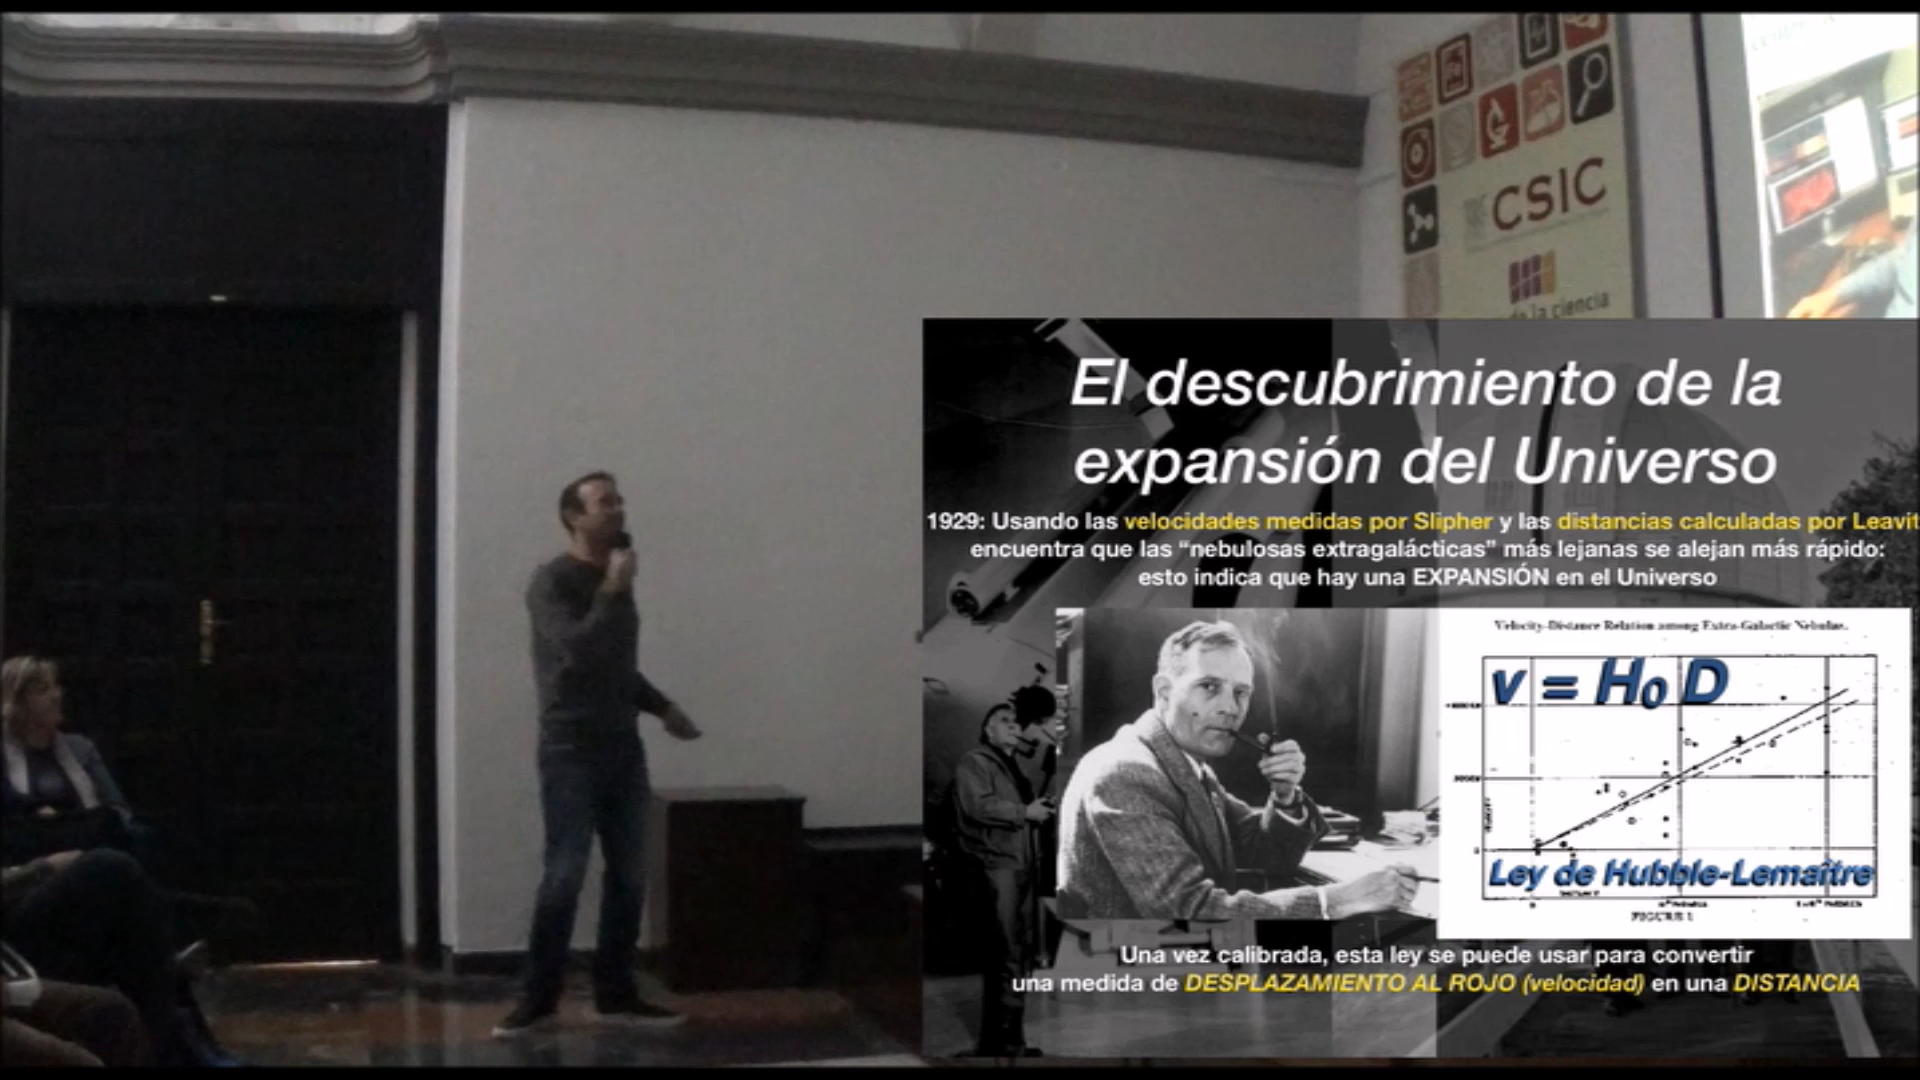 CSIC
de la ciencia
El descubrimiento de la
expansión del Universo
1929: Usando las velocidades medidas por Slipher y las distancias calculadas por Leavit
encuentra que las “nebulosas extragalácticas” más lejanas se alejan más rápido:
esto indica que hay una EXPANSIÓN en el Universo
Velocity-Distance Relation among Extra-Galactic Nebulae.
v = H₀ D
Ley de Hubble-Lemaître
FIGURE 1
Una vez calibrada, esta ley se puede usar para convertir
una medida de DESPLAZAMIENTO AL ROJO (velocidad) en una DISTANCIA